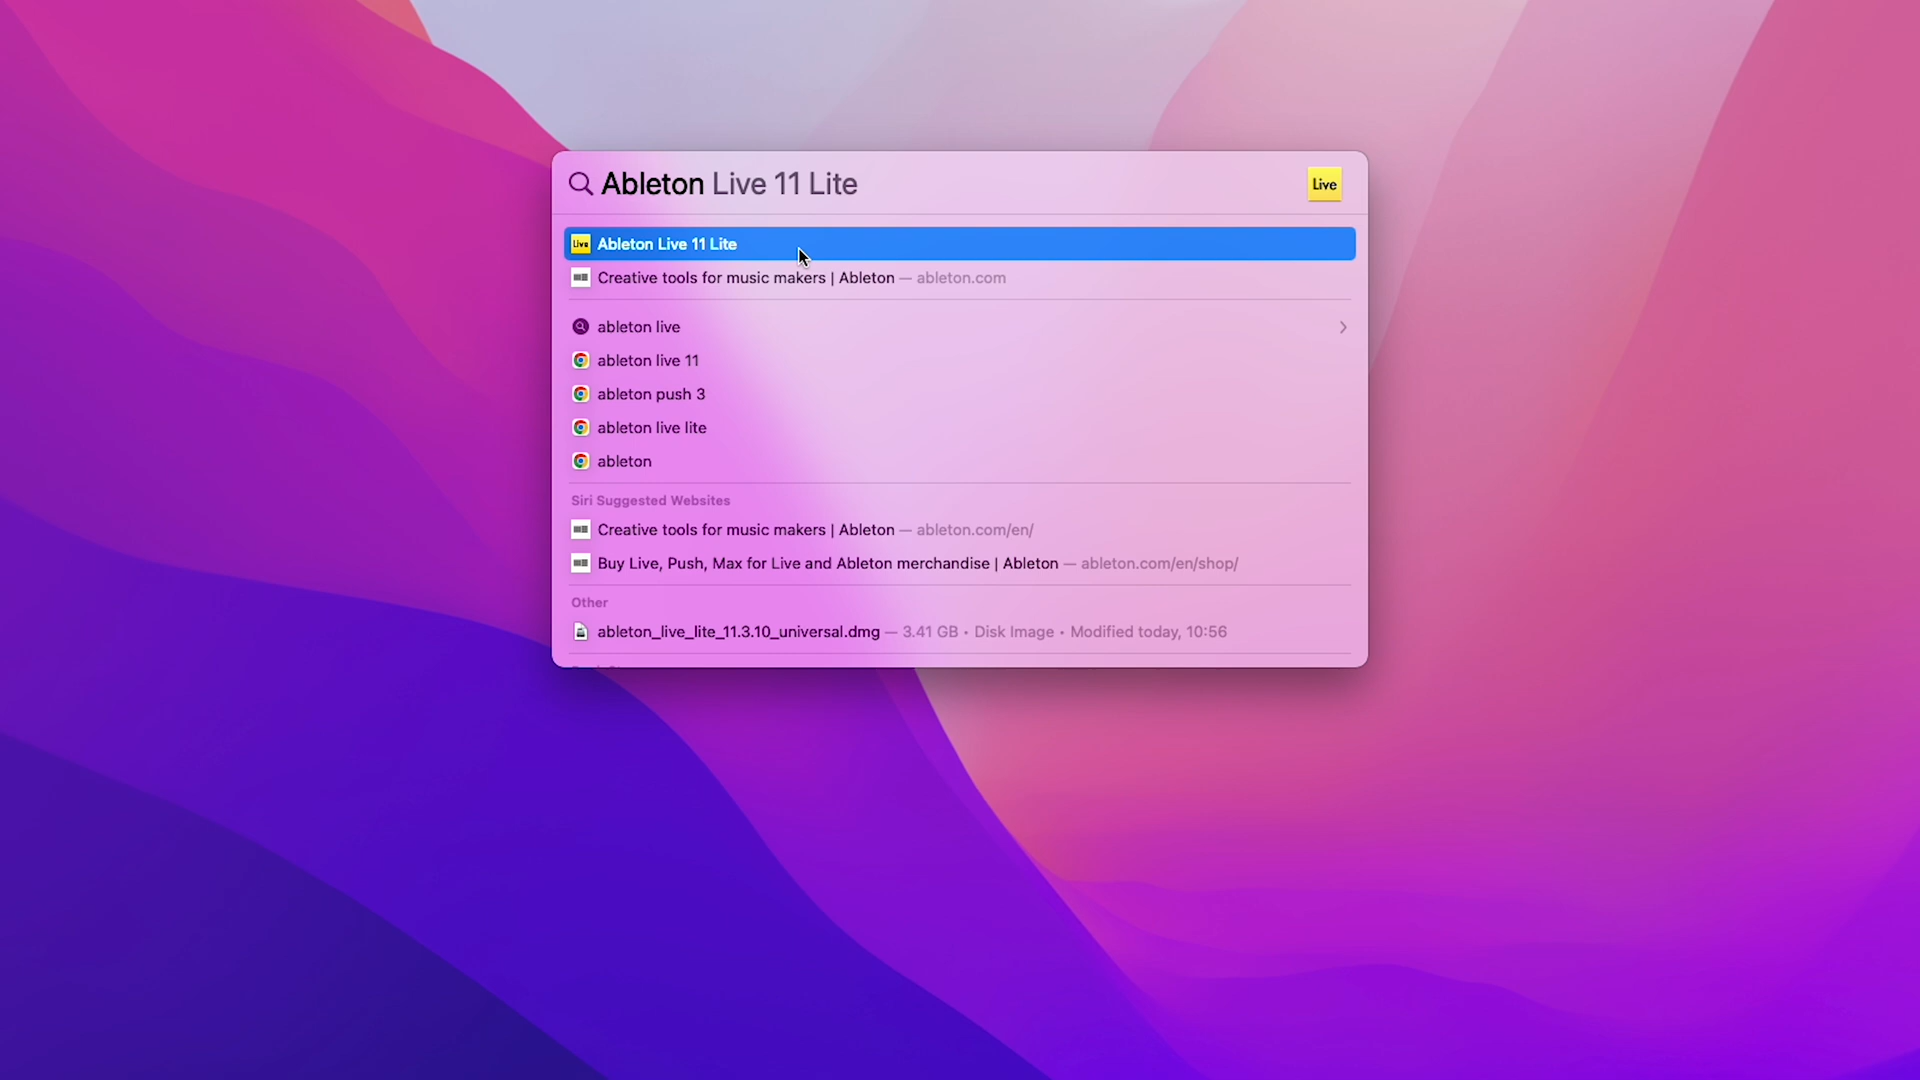 Ableton Live 11 Lite
Live
Live Ableton Live 11 Lite
Creative tools for music makers | Ableton — ableton.com
ableton live
ableton live 11
ableton push 3
ableton live lite
ableton
Siri Suggested Websites
Creative tools for music makers | Ableton — ableton.com/en/
Buy Live, Push, Max for Live and Ableton merchandise | Ableton — ableton.com/en/shop/
Other
ableton_live_lite_11.3.10_universal.dmg — 3.41 GB • Disk Image • Modified today, 10:56